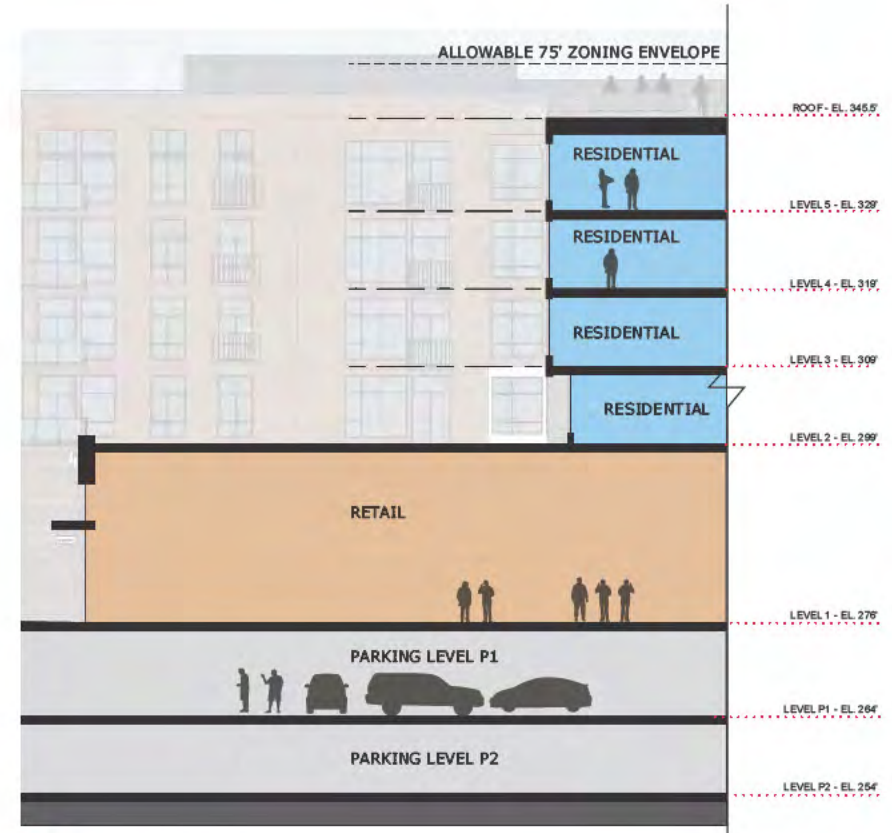 ALLOWABLE 75' ZONING ENVELOPE
ROOF - EL. 345.5'
RESIDENTIAL
LEVEL 5 - EL. 329'
RESIDENTIAL
LEVEL 4 - EL. 319'
RESIDENTIAL
LEVEL 3 - EL. 309'
RESIDENTIAL
LEVEL 2 - EL. 299'
RETAIL
LEVEL 1 - EL. 276'
PARKING LEVEL P1
LEVEL P1 - EL. 264'
PARKING LEVEL P2
LEVEL P2 - EL. 254'